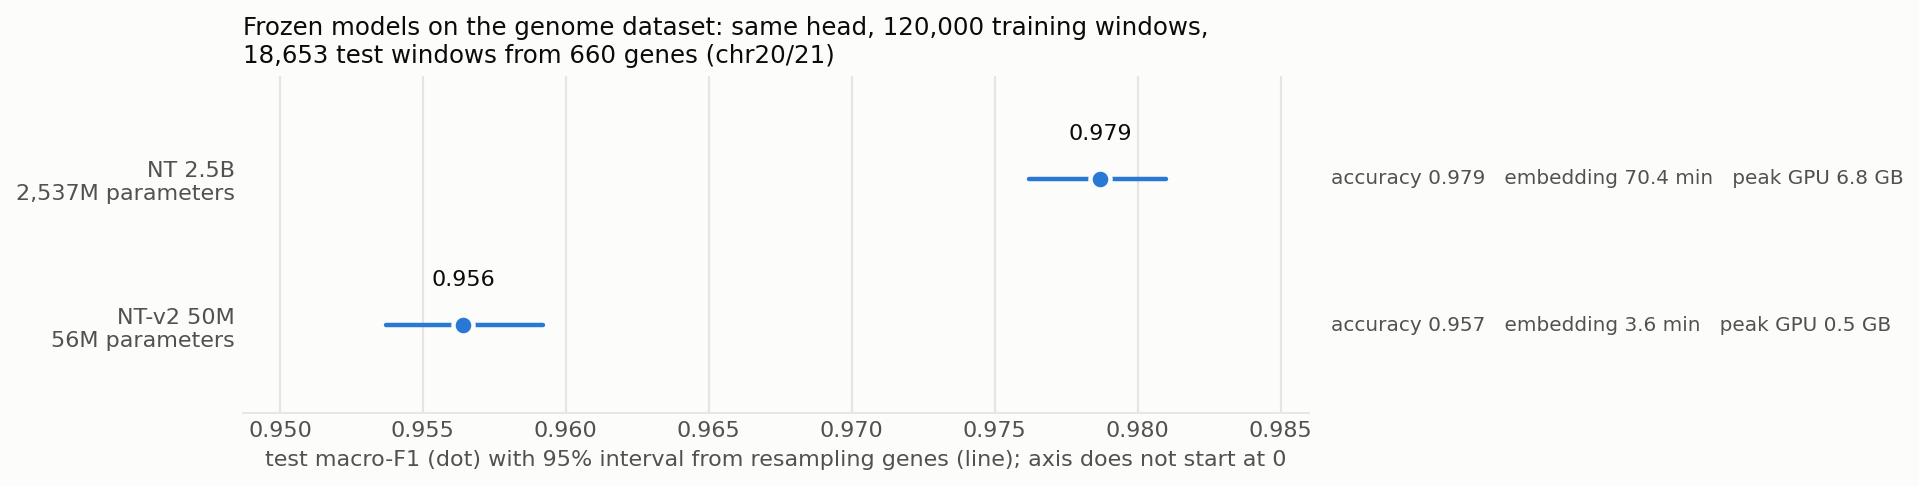 Frozen models on the genome dataset: same head, 120,000 training windows,
18,653 test windows from 660 genes (chr20/21)
0.979
NT 2.5B
2,537M parameters
accuracy 0.979 embedding 70.4 min peak GPU 6.8 GB
0.956
NT-v2 50M
56M parameters
accuracy 0.957 embedding 3.6 min peak GPU 0.5 GB
0.950 0.955 0.960 0.965 0.970 0.975 0.980 0.985
test macro-F1 (dot) with 95% interval from resampling genes (line); axis does not start at 0